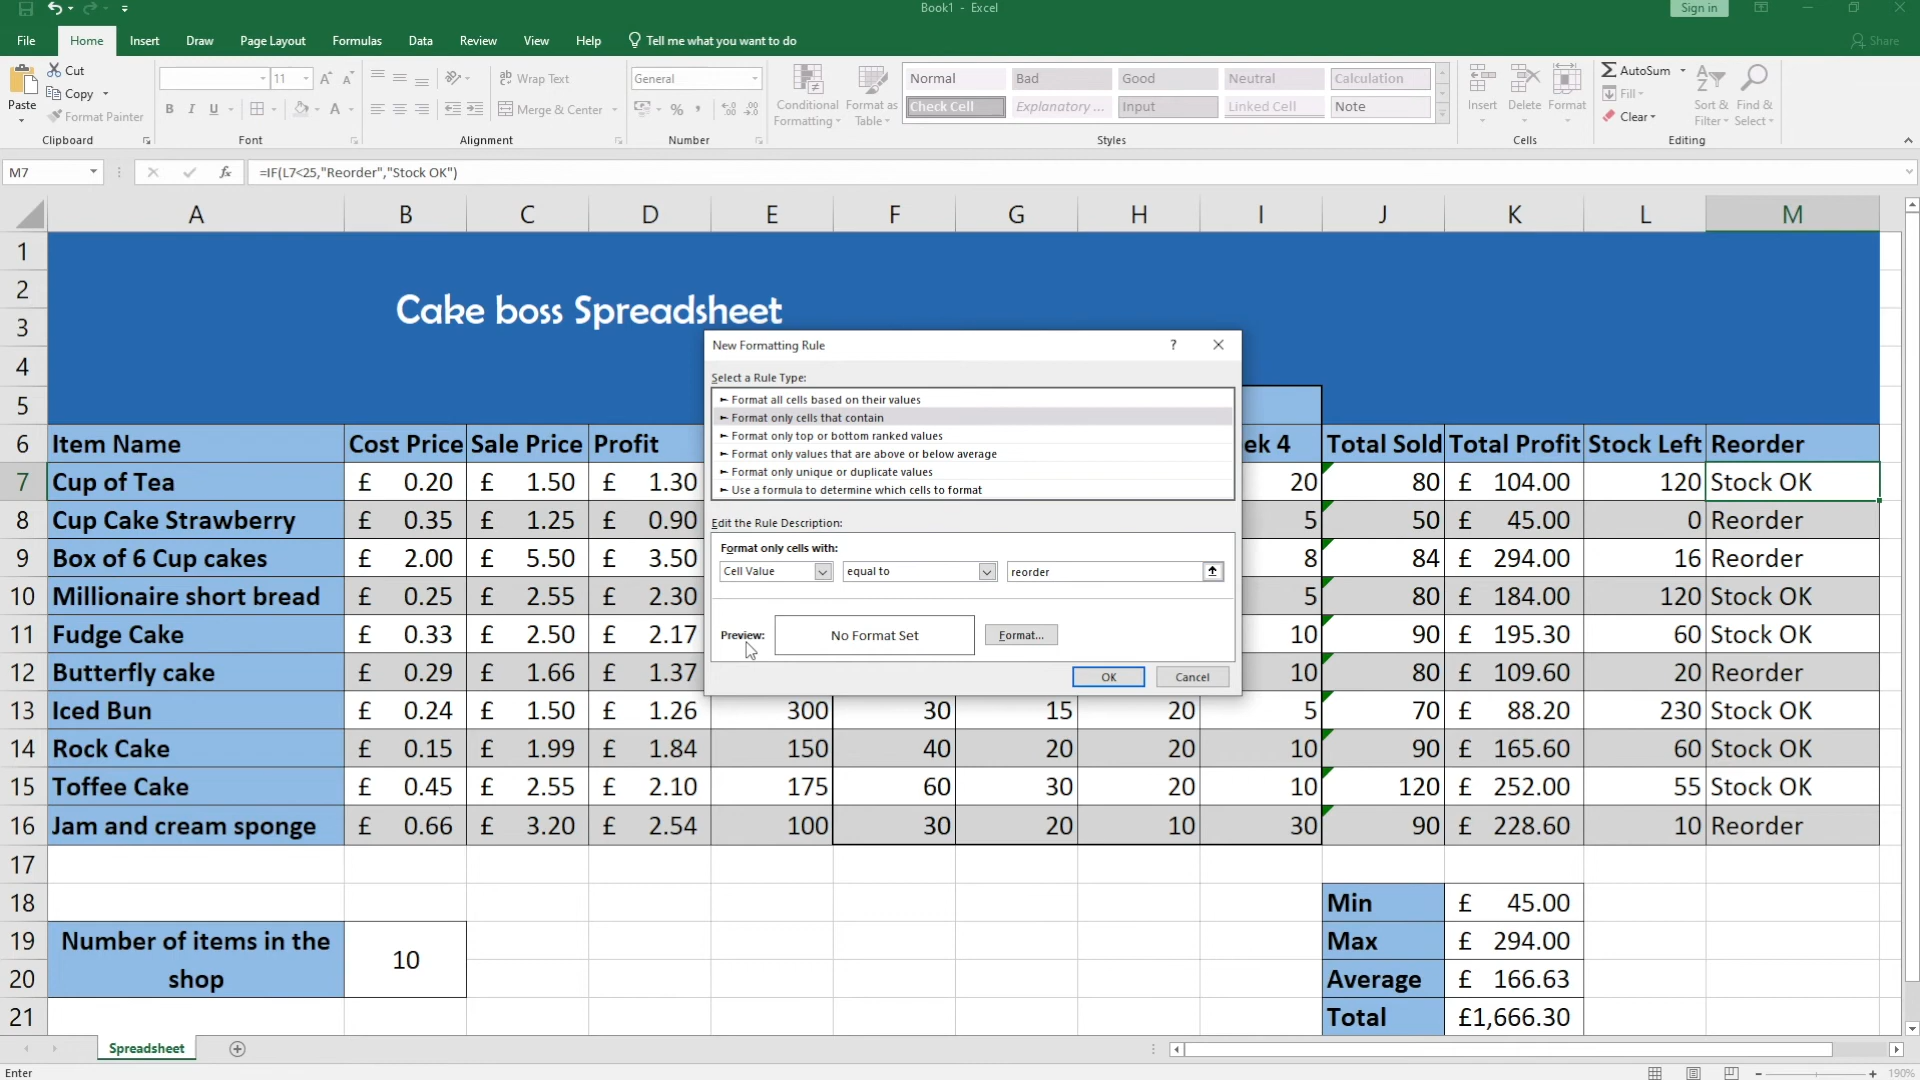 Book1 - Excel
Sign in
File Home Insert Draw Page Layout Formulas Data Review View Help Tell me what you want to do Share
Paste
Cut
Copy
Format Painter
Clipboard
11 A A
B I U A
Font
ab Wrap Text
Merge & Center
Alignment
General
% ,
Number
Conditional Formatting
Format as Table
Normal Bad Good Neutral Calculation
Check Cell Explanatory ... Input Linked Cell Note
Styles
Insert Delete Format
Cells
AutoSum
Fill
Clear
Sort & Filter
Find & Select
Editing
M7 fx =IF(L7<25,"Reorder","Stock OK")
A B C D E F G H I J K L M
1
2
3
4
5
Cake boss Spreadsheet
6 Item Name Cost Price Sale Price Profit ek 4 Total Sold Total Profit Stock Left Reorder
7 Cup of Tea £ 0.20 £ 1.50 £ 1.30 20 80 £ 104.00 120 Stock OK
8 Cup Cake Strawberry £ 0.35 £ 1.25 £ 0.90 5 50 £ 45.00 0 Reorder
9 Box of 6 Cup cakes £ 2.00 £ 5.50 £ 3.50 8 84 £ 294.00 16 Reorder
10 Millionaire short bread £ 0.25 £ 2.55 £ 2.30 5 80 £ 184.00 120 Stock OK
11 Fudge Cake £ 0.33 £ 2.50 £ 2.17 10 90 £ 195.30 60 Stock OK
12 Butterfly cake £ 0.29 £ 1.66 £ 1.37 10 80 £ 109.60 20 Reorder
13 Iced Bun £ 0.24 £ 1.50 £ 1.26 300 30 15 20 5 70 £ 88.20 230 Stock OK
14 Rock Cake £ 0.15 £ 1.99 £ 1.84 150 40 20 20 10 90 £ 165.60 60 Stock OK
15 Toffee Cake £ 0.45 £ 2.55 £ 2.10 175 60 30 20 10 120 £ 252.00 55 Stock OK
16 Jam and cream sponge £ 0.66 £ 3.20 £ 2.54 100 30 20 10 30 90 £ 228.60 10 Reorder
17
18 Min £ 45.00
19 Number of items in the Max £ 294.00
10
20 shop Average £ 166.63
21 Total £1,666.30
New Formatting Rule ?
Select a Rule Type:
► Format all cells based on their values
► Format only cells that contain
► Format only top or bottom ranked values
► Format only values that are above or below average
► Format only unique or duplicate values
► Use a formula to determine which cells to format
Edit the Rule Description:
Format only cells with:
Cell Value equal to reorder
Preview: No Format Set Format...
OK Cancel
Spreadsheet
Enter
190%